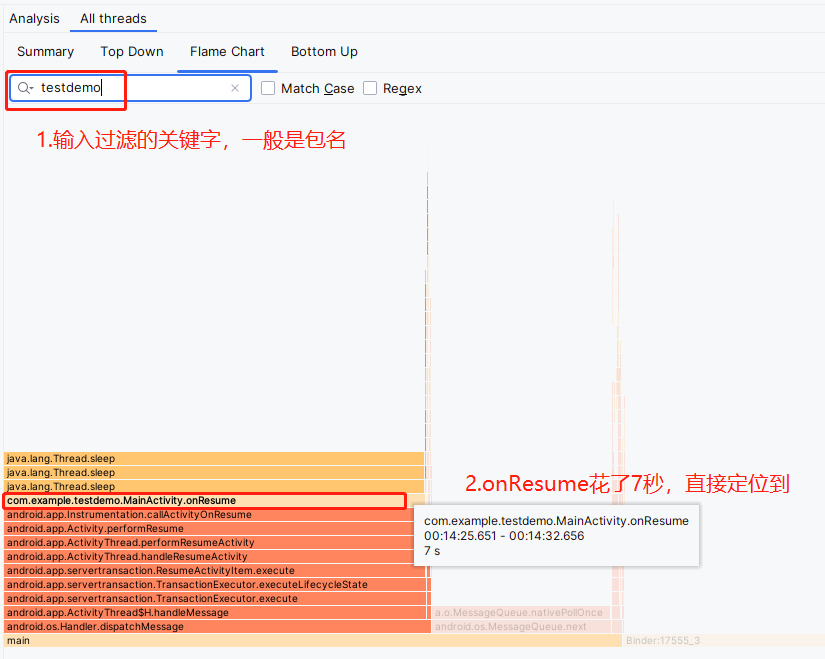 Analysis All threads
Summary Top Down Flame Chart Bottom Up
testdemo × Match Case Regex
1.输入过滤的关键字，一般是包名
java.lang.Thread.sleep
java.lang.Thread.sleep
java.lang.Thread.sleep
com.example.testdemo.MainActivity.onResume
2.onResume花了7秒，直接定位到
android.app.Instrumentation.callActivityOnResume
android.app.Activity.performResume
android.app.ActivityThread.performResumeActivity
android.app.ActivityThread.handleResumeActivity
android.app.servertransaction.ResumeActivityItem.execute
android.app.servertransaction.TransactionExecutor.executeLifecycleState
android.app.servertransaction.TransactionExecutor.execute
com.example.testdemo.MainActivity.onResume
00:14:25.651 - 00:14:32.656
7 s
android.app.ActivityThread$H.handleMessage a.o.MessageQueue.nativePollOnce
android.os.Handler.dispatchMessage android.os.MessageQueue.next
main Binder:17555_3